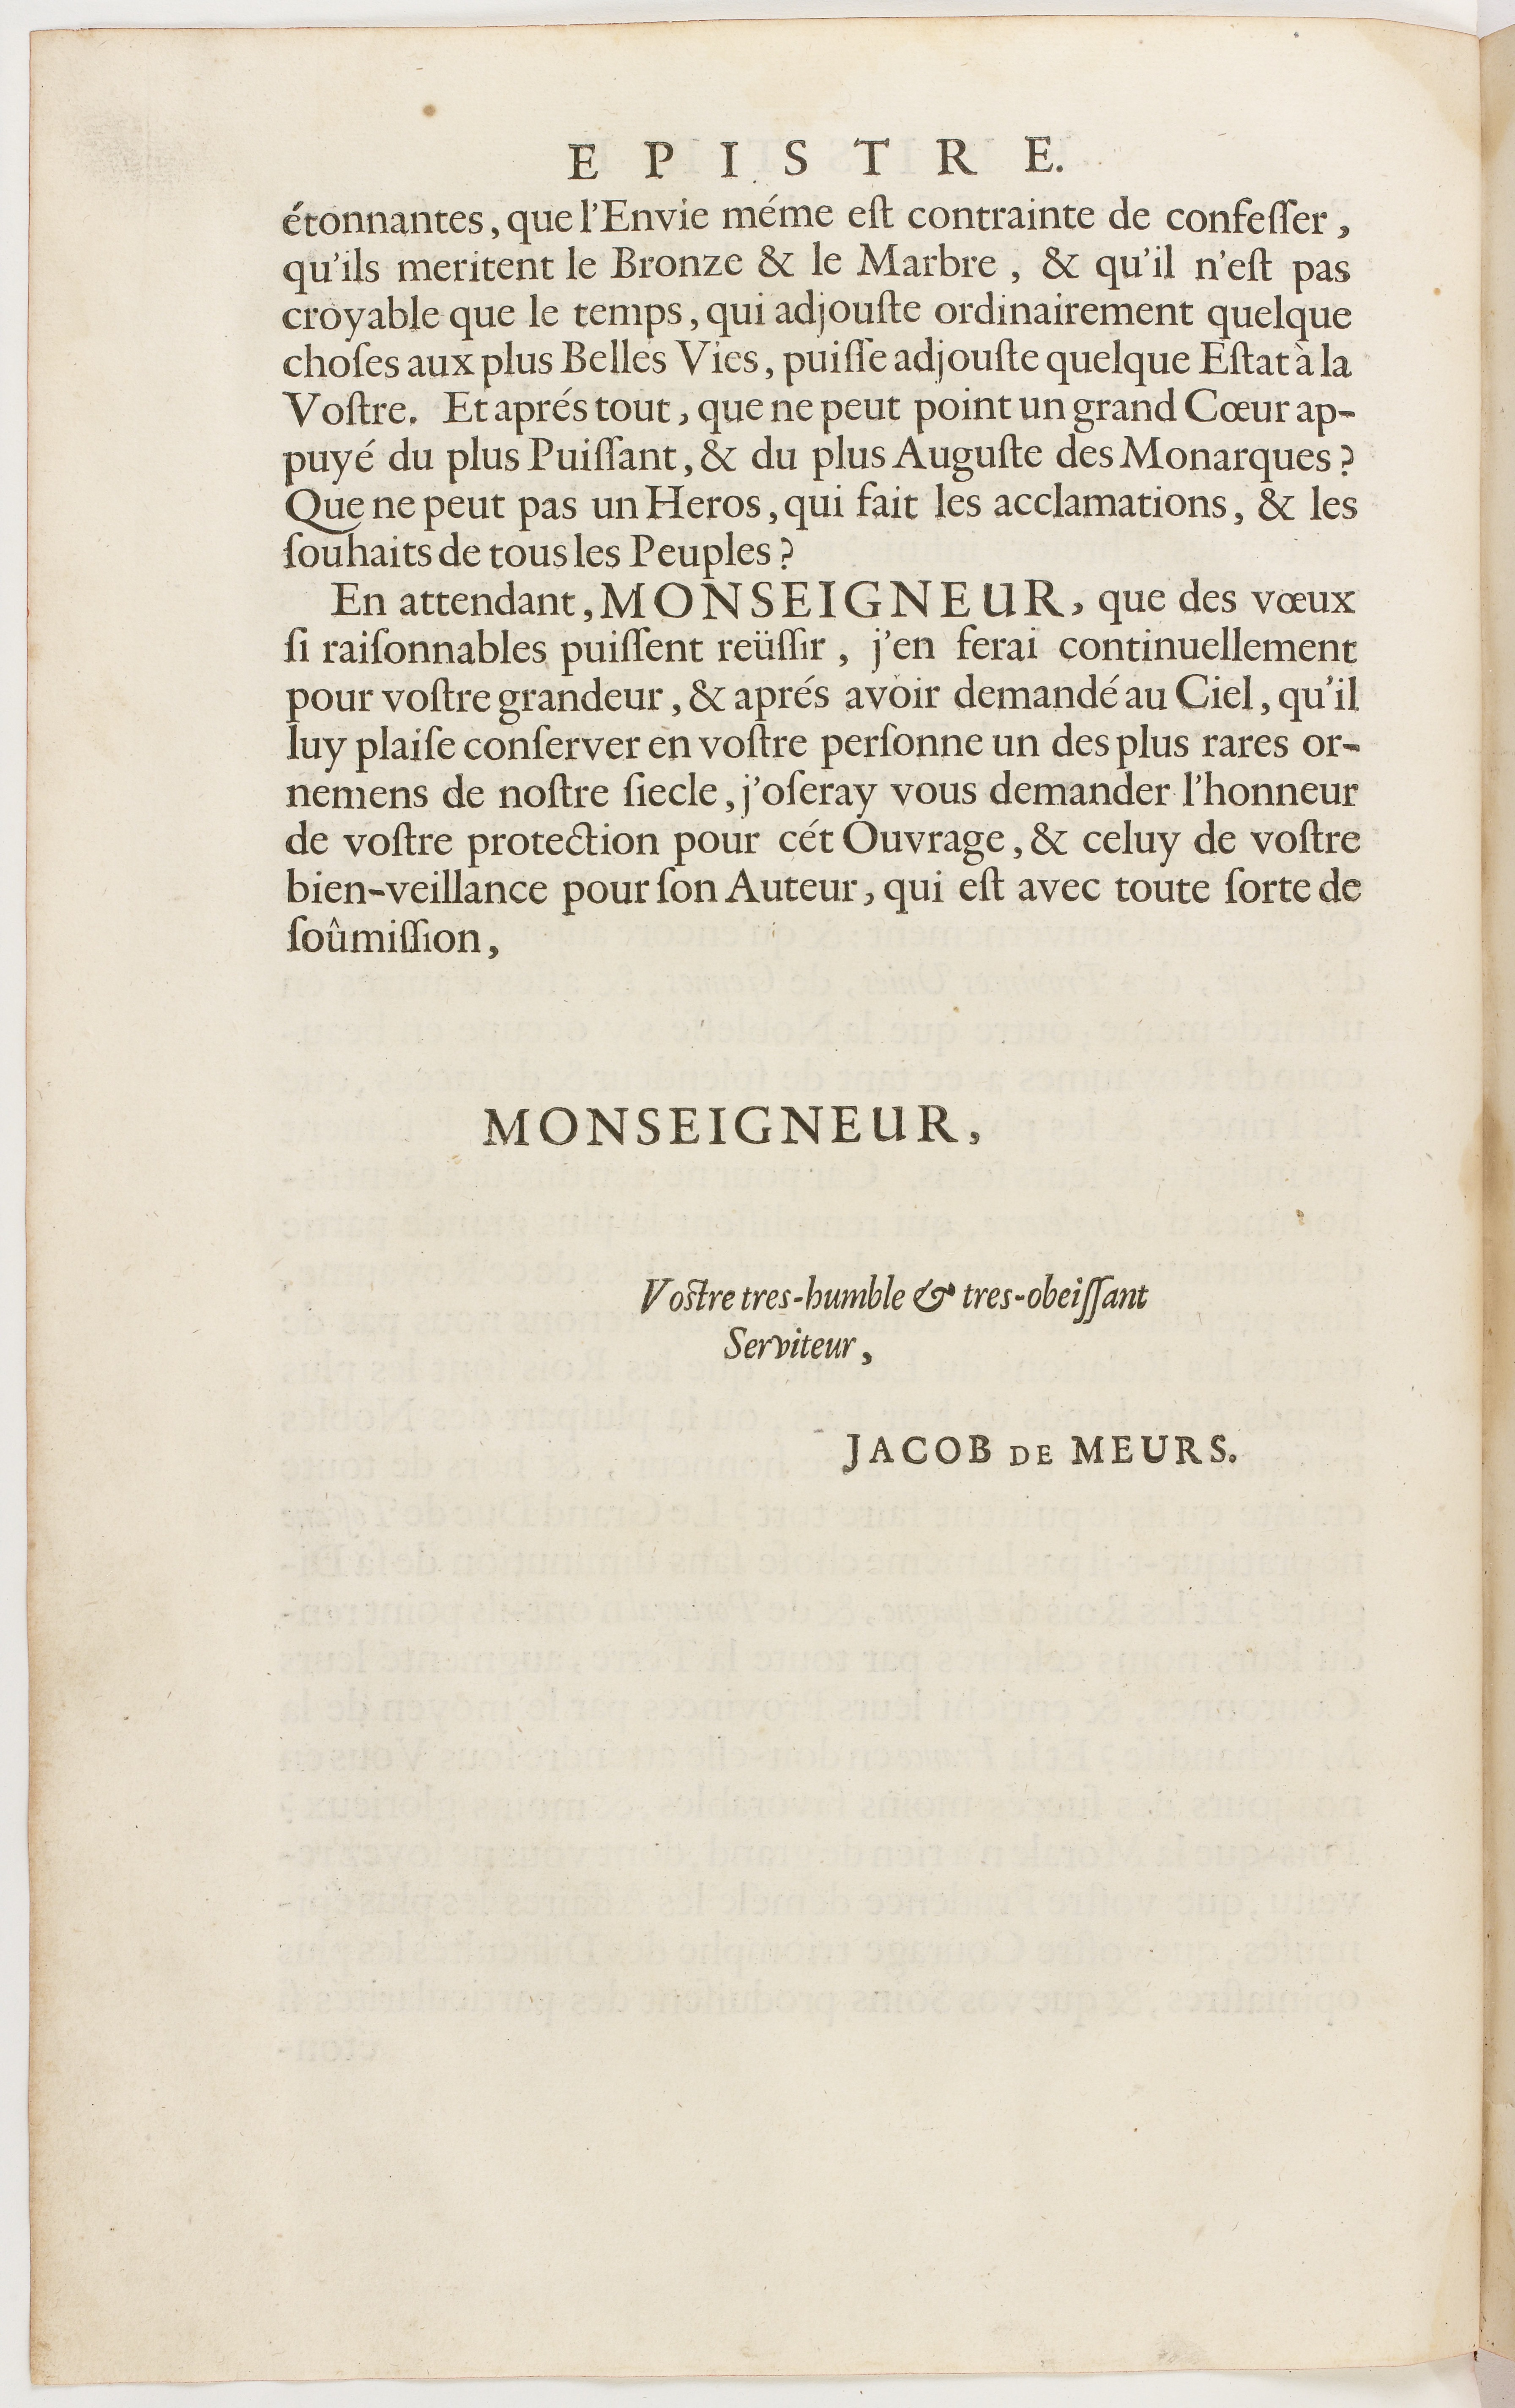 EPISTRE.
étonnantes, que l'Envie méme eſt contrainte de confeſſer,
qu'ils meritent le Bronze & le Marbre, & qu'il n'eſt pas
croyable que le temps, qui adjouſte ordinairement quelque
choſes aux plus Belles Vies, puiſſe adjouſte quelque Eſtat à la
Voſtre. Et aprés tout, que ne peut point un grand Cœur ap-
puyé du plus Puiſſant, & du plus Auguſte des Monarques?
Que ne peut pas un Heros, qui fait les acclamations, & les
ſouhaits de tous les Peuples?
En attendant, MONSEIGNEUR, que des vœux
ſi raiſonnables puiſſent reüſſir, j'en ferai continuellement
pour voſtre grandeur, & aprés avoir demandé au Ciel, qu'il
luy plaiſe conſerver en voſtre perſonne un des plus rares or-
nemens de noſtre ſiecle, j'oſeray vous demander l'honneur
de voſtre protection pour cét Ouvrage, & celuy de voſtre
bien-veillance pour ſon Auteur, qui eſt avec toute ſorte de
ſoûmiſſion,
MONSEIGNEUR,
Voſtre tres-humble & tres-obeiſſant
Serviteur,
JACOB DE MEURS.